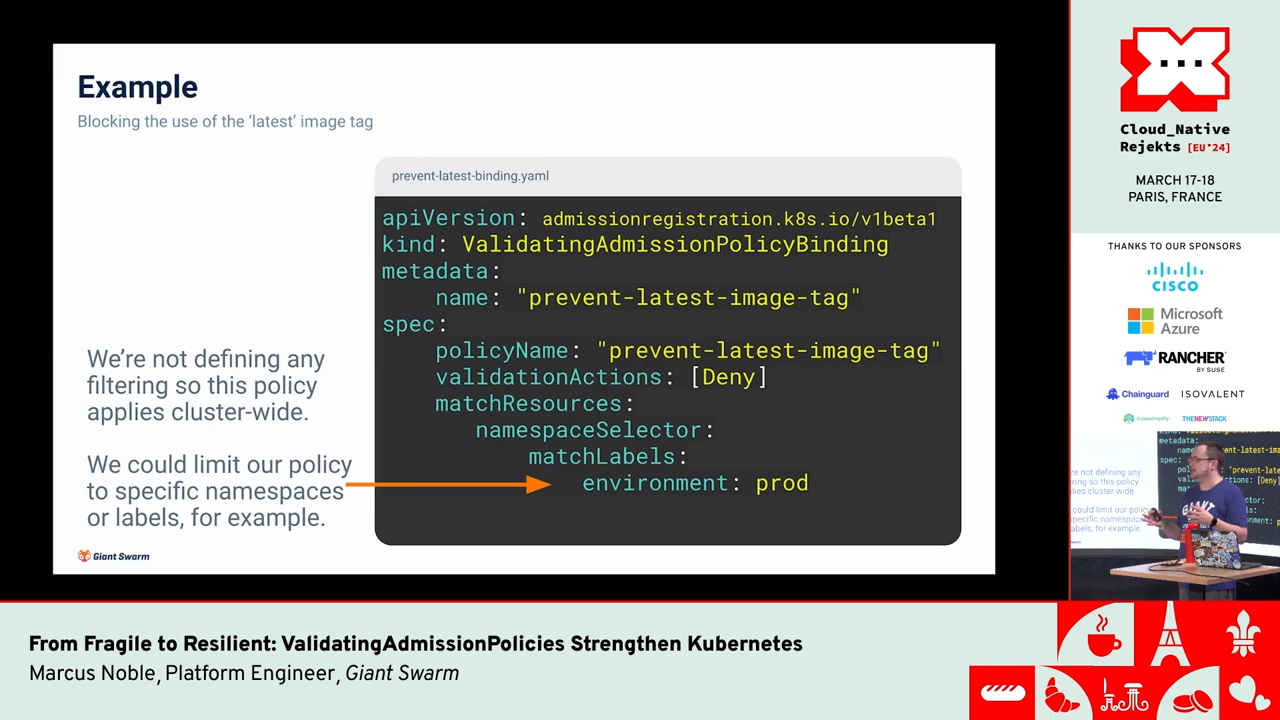 Example
Blocking the use of the ‘latest’ image tag
prevent-latest-binding.yaml
apiVersion: admissionregistration.k8s.io/v1beta1
kind: ValidatingAdmissionPolicyBinding
metadata:
name: "prevent-latest-image-tag"
spec:
policyName: "prevent-latest-image-tag"
validationActions: [Deny]
matchResources:
namespaceSelector:
matchLabels:
environment: prod
We’re not defining any
filtering so this policy
applies cluster-wide.
We could limit our policy
to specific namespaces
or labels, for example.
Giant Swarm
Cloud_Native
Rejekts [EU*24]
MARCH 17-18
PARIS, FRANCE
THANKS TO OUR SPONSORS
CISCO
Microsoft
Azure
RANCHER
BY SUSE
Chainguard
ISOVALENT
kubesimplify
THENEWSTACK
From Fragile to Resilient: ValidatingAdmissionPolicies Strengthen Kubernetes
Marcus Noble, Platform Engineer, Giant Swarm